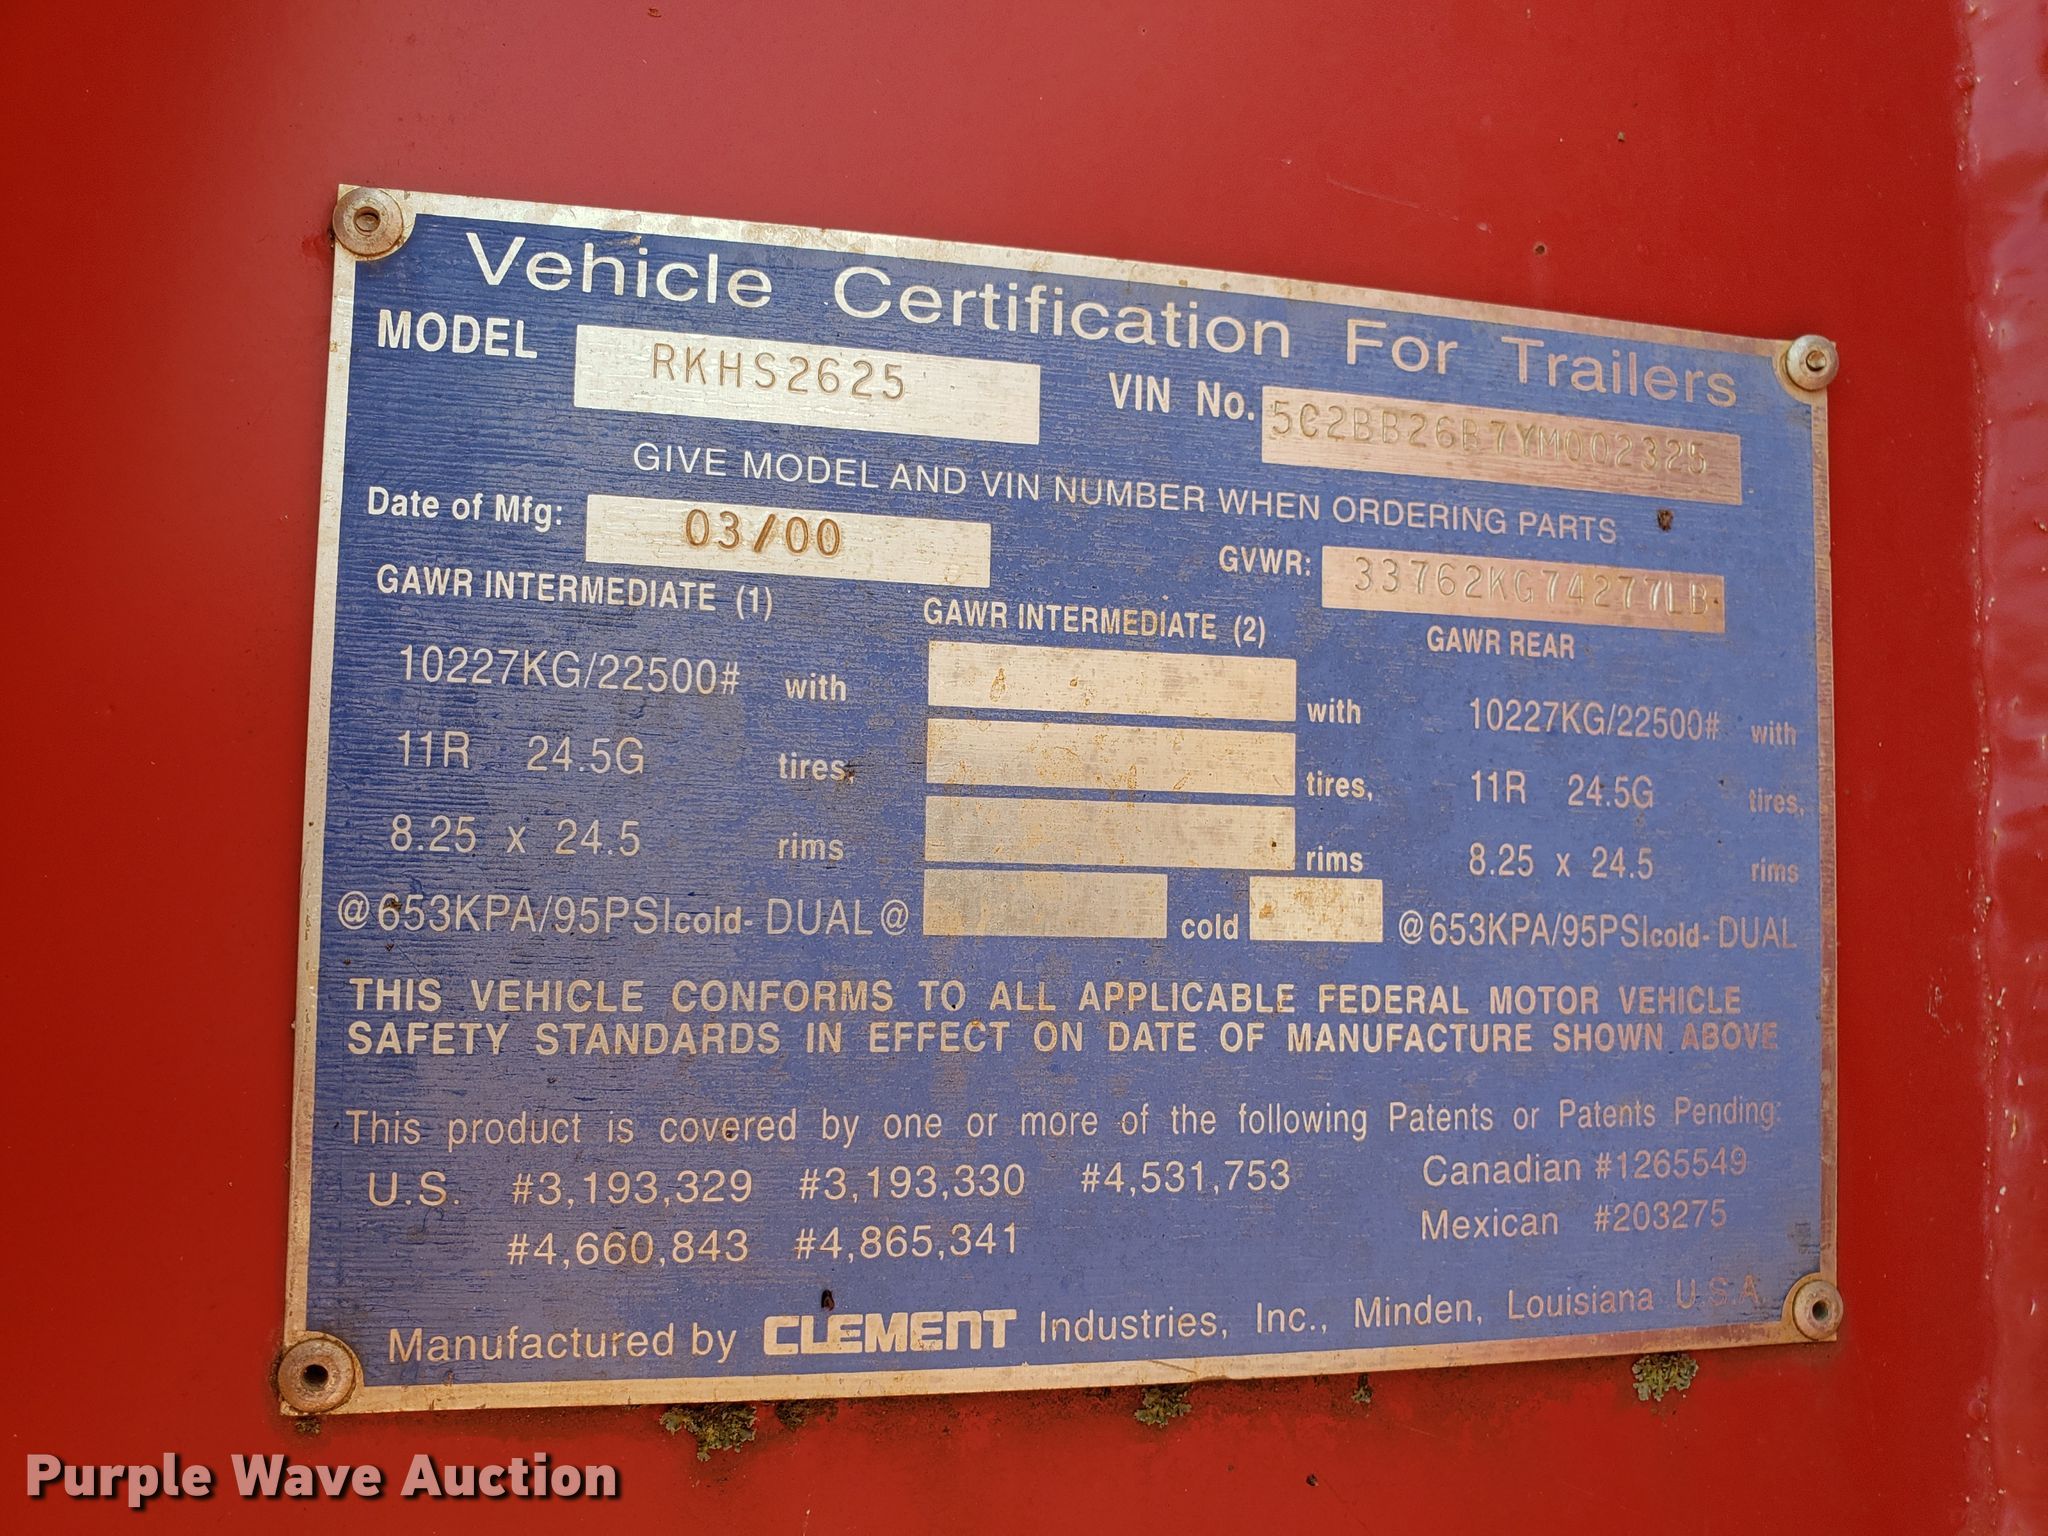 Vehicle Certification For Trailers
MODEL RKHS2625 VIN No. 5C2BB26B7YM002325
GIVE MODEL AND VIN NUMBER WHEN ORDERING PARTS
Date of Mfg: 03/00 GVWR: 33762KG74277LB
GAWR INTERMEDIATE (1) GAWR INTERMEDIATE (2) GAWR REAR
10227KG/22500# with with 10227KG/22500# with
11R 24.5G tires, tires, 11R 24.5G tires,
8.25 x 24.5 rims rims 8.25 x 24.5 rims
@653KPA/95PSIcold- DUAL@ cold @653KPA/95PSIcold- DUAL
THIS VEHICLE CONFORMS TO ALL APPLICABLE FEDERAL MOTOR VEHICLE
SAFETY STANDARDS IN EFFECT ON DATE OF MANUFACTURE SHOWN ABOVE
This product is covered by one or more of the following Patents or Patents Pending:
U.S. #3,193,329 #3,193,330 #4,531,753 Canadian #1265549
#4,660,843 #4,865,341 Mexican #203275
Manufactured by CLEMENT Industries, Inc., Minden, Louisiana U.S.A.
Purple Wave Auction